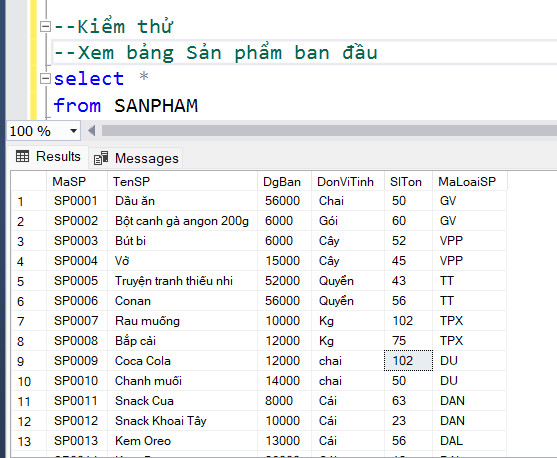 --Kiểm thử
--Xem bảng Sản phẩm ban đầu
select *
from SANPHAM
100 %
Results Messages
MaSP TenSP DgBan DonViTinh SlTon MaLoaiSP
1 SP0001 Dầu ăn 56000 Chai 50 GV
2 SP0002 Bột canh gà angon 200g 6000 Gói 60 GV
3 SP0003 Bút bi 6000 Cây 52 VPP
4 SP0004 Vở 15000 Cây 45 VPP
5 SP0005 Truyện tranh thiếu nhi 52000 Quyển 43 TT
6 SP0006 Conan 56000 Quyển 56 TT
7 SP0007 Rau muống 10000 Kg 102 TPX
8 SP0008 Bắp cải 12000 Kg 75 TPX
9 SP0009 Coca Cola 12000 chai 102 DU
10 SP0010 Chanh muối 14000 chai 50 DU
11 SP0011 Snack Cua 8000 Cái 63 DAN
12 SP0012 Snack Khoai Tây 10000 Cái 23 DAN
13 SP0013 Kem Oreo 13000 Cái 56 DAL